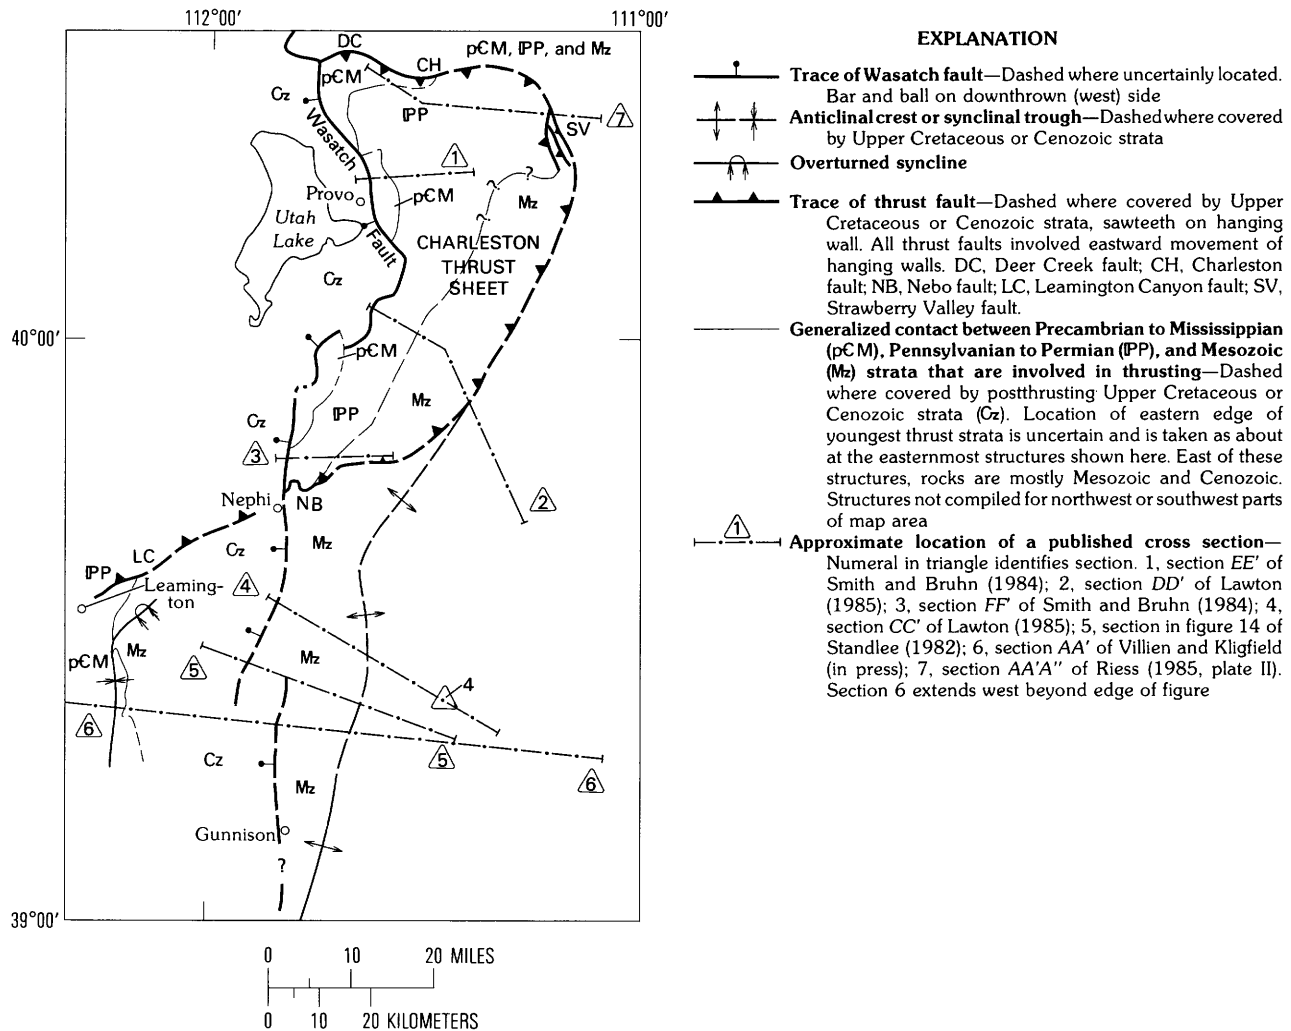 112°00'
111°00'
DC
CH
p€M, ℙP, and Mz
p€M
Cz
ℙP
7
SV
Wasatch
1
?
?
Provo
p€M
Mz
Utah
Lake
?
Fault
CHARLESTON
THRUST
SHEET
Cz
40°00'
p€M
Mz
ℙP
Cz
3
2
Nephi
NB
Cz
Mz
LC
ℙP
Leaming-
ton
4
Mz
p€M
5
Mz
4
6
5
Cz
6
Mz
Gunnison
?
39°00'
0 10 20 MILES
0 10 20 KILOMETERS
EXPLANATION
Trace of Wasatch fault—Dashed where uncertainly located.
Bar and ball on downthrown (west) side
Anticlinal crest or synclinal trough—Dashed where covered
by Upper Cretaceous or Cenozoic strata
Overturned syncline
Trace of thrust fault—Dashed where covered by Upper
Cretaceous or Cenozoic strata, sawteeth on hanging
wall. All thrust faults involved eastward movement of
hanging walls. DC, Deer Creek fault; CH, Charleston
fault; NB, Nebo fault; LC, Leamington Canyon fault; SV,
Strawberry Valley fault.
Generalized contact between Precambrian to Mississippian
(p€M), Pennsylvanian to Permian (ℙP), and Mesozoic
(Mz) strata that are involved in thrusting—Dashed
where covered by postthrusting Upper Cretaceous or
Cenozoic strata (Cz). Location of eastern edge of
youngest thrust strata is uncertain and is taken as about
at the easternmost structures shown here. East of these
structures, rocks are mostly Mesozoic and Cenozoic.
Structures not compiled for northwest or southwest parts
of map area
1
Approximate location of a published cross section—
Numeral in triangle identifies section. 1, section EE' of
Smith and Bruhn (1984); 2, section DD' of Lawton
(1985); 3, section FF' of Smith and Bruhn (1984); 4,
section CC' of Lawton (1985); 5, section in figure 14 of
Standlee (1982); 6, section AA' of Villien and Kligfield
(in press); 7, section AA'A'' of Riess (1985, plate II).
Section 6 extends west beyond edge of figure